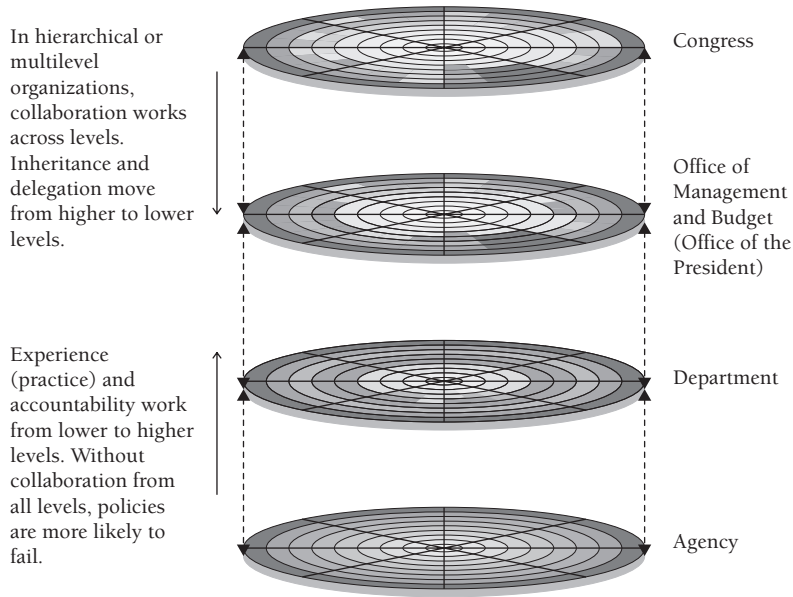 In hierarchical or
multilevel
organizations,
collaboration works
across levels.
Inheritance and
delegation move
from higher to lower
levels.
Experience
(practice) and
accountability work
from lower to higher
levels. Without
collaboration from
all levels, policies
are more likely to
fail.
Congress
Office of
Management
and Budget
(Office of the
President)
Department
Agency